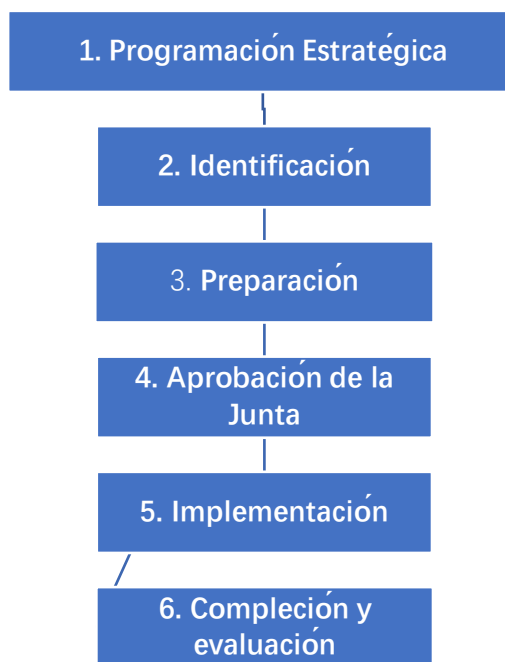 1. Programación Estratégica
2. Identificación
3. Preparación
4. Aprobación de la
Junta
5. Implementación
6. Compleción y
evaluación